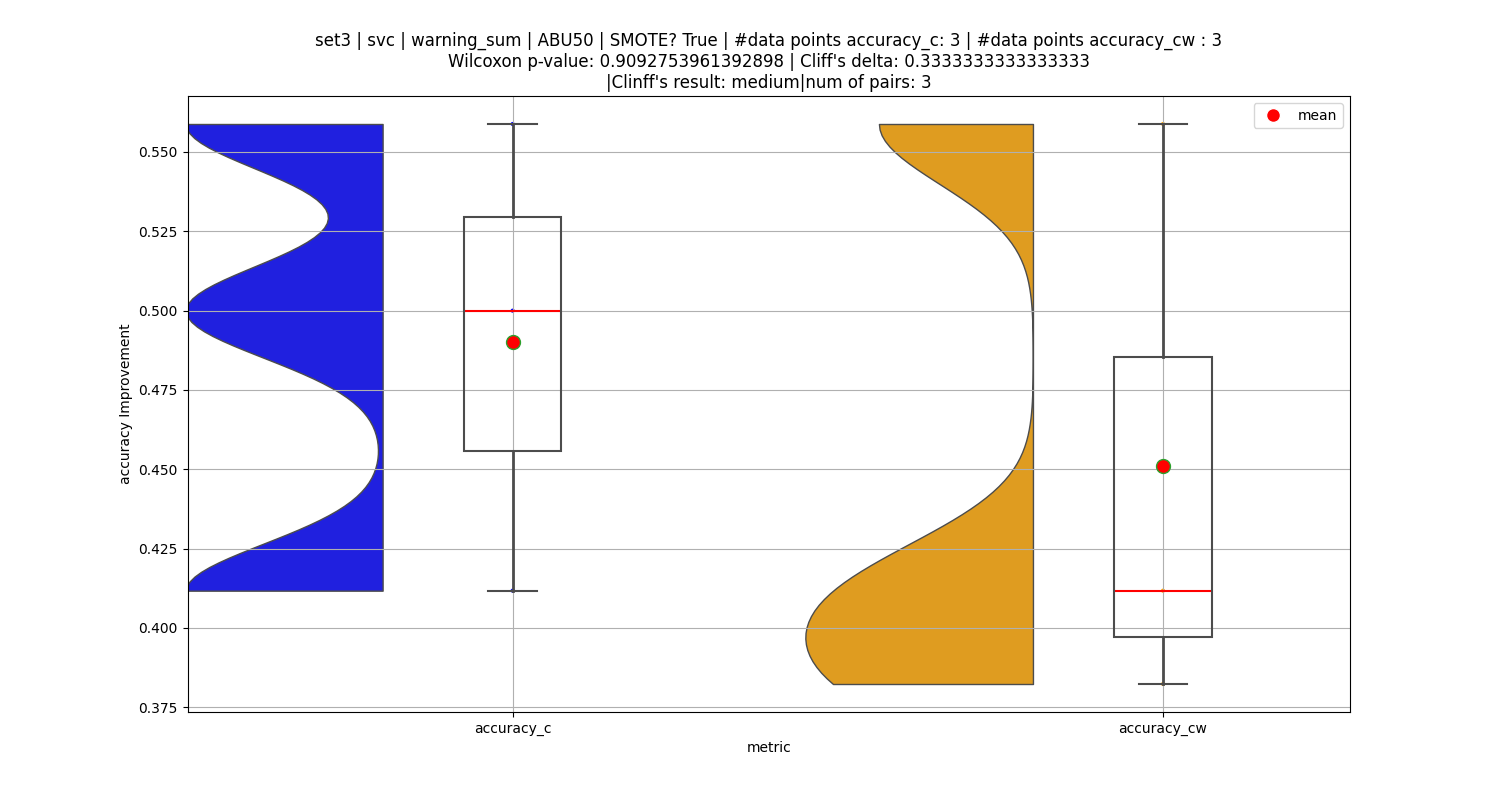 set3 | svc | warning_sum | ABU50 | SMOTE? True | #data points accuracy_c: 3 | #data points accuracy_cw : 3
Wilcoxon p-value: 0.9092753961392898 | Cliff's delta: 0.3333333333333333
|Clinff's result: medium|num of pairs: 3
mean
accuracy Improvement
0.550
0.525
0.500
0.475
0.450
0.425
0.400
0.375
accuracy_c
accuracy_cw
metric